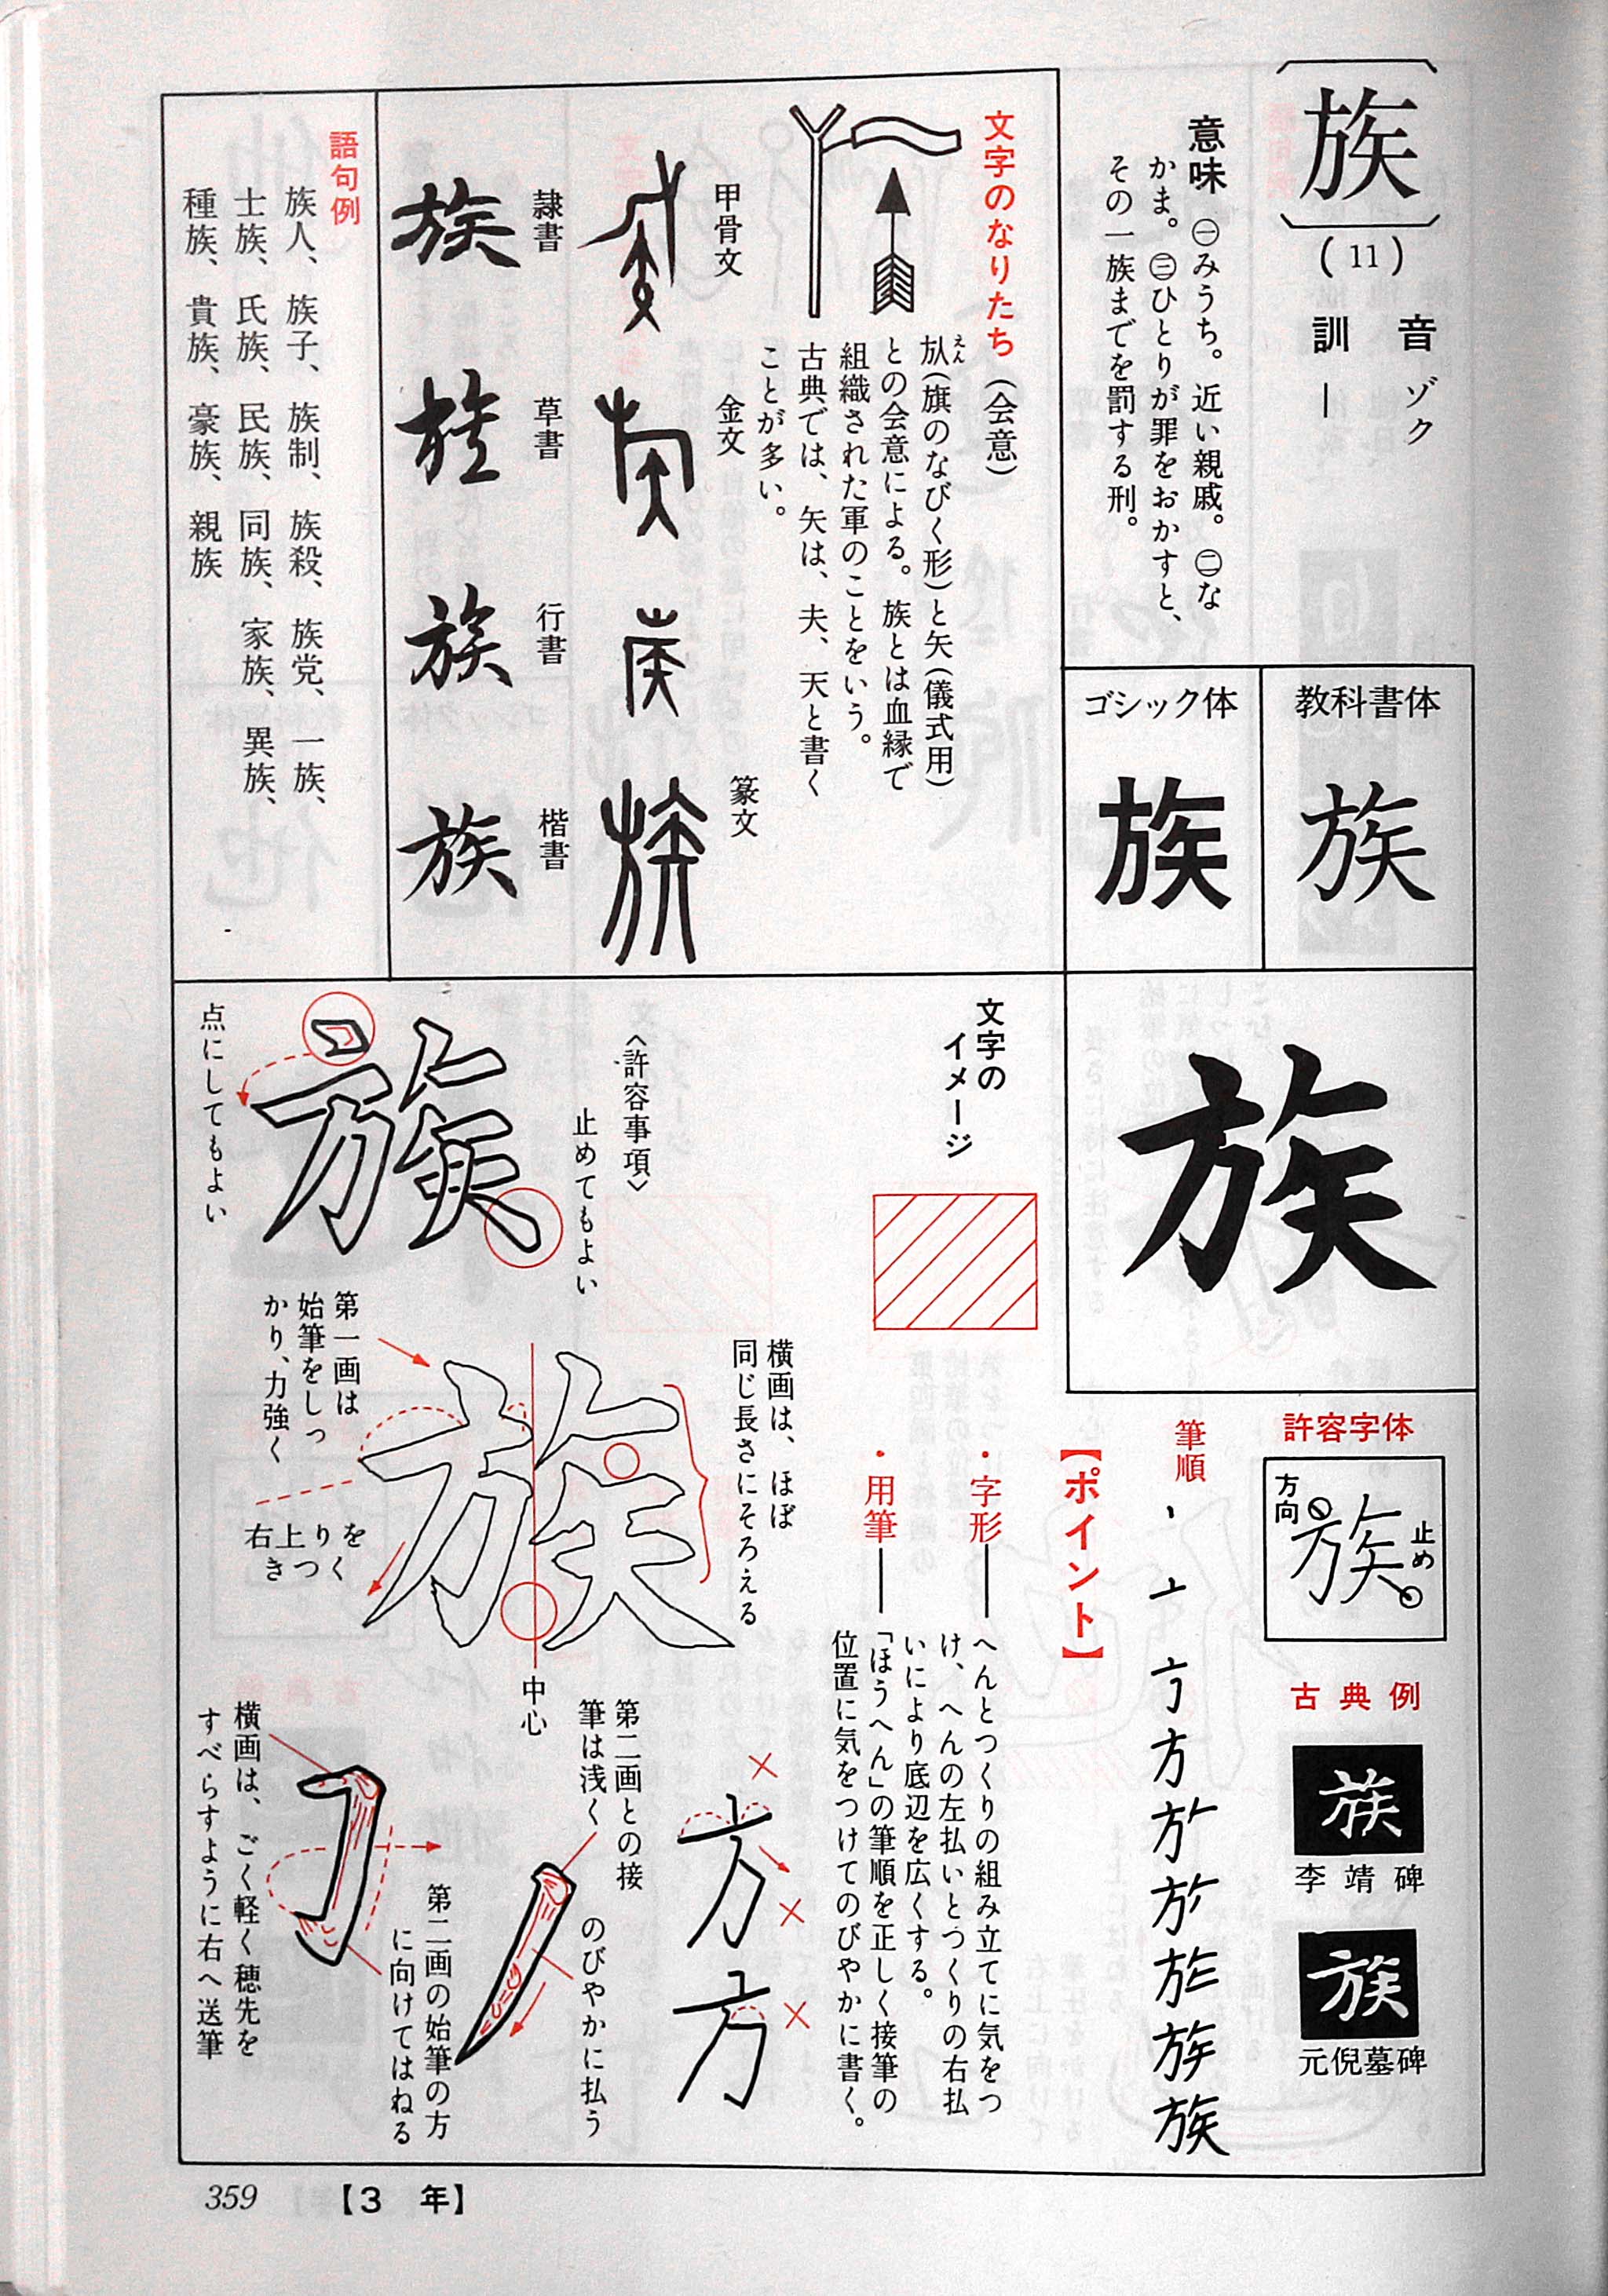 族
(11)
音 ゾク
訓 ―
意味 ㊀みうち。近い親戚。㊁な
かま。㊂ひとりが罪をおかすと、
その一族までを罰する刑。
教科書体
族
ゴシック体
族
文字のなりたち(会意)
㫃(旗のなびく形)と矢(儀式用)
えん
との会意による。族とは血縁で
組織された軍のことをいう。
古典では、矢は、夫、天と書く
ことが多い。
甲骨文
金文
篆文
隷書
族
草書
族
行書
族
楷書
族
語句例
族人、族子、族制、族殺、族党、一族、
士族、氏族、民族、同族、家族、異族、
種族、貴族、豪族、親族
族
許容字体
方向
族
止め
古典例
族
李靖碑
族
元倪墓碑
筆順
丶
亠
方
族
【ポイント】
・字形――へんとつくりの組み立てに気をつ
け、へんの左払いとつくりの右払
いにより底辺を広くする。
・用筆――「ほうへん」の筆順を正しく接筆の
位置に気をつけてのびやかに書く。
文字の
イメージ
〈許容事項〉
止めてもよい
族
点にしてもよい
横画は、ほぼ
同じ長さにそろえる
族
第一画は
始筆をしっ
かり、力強く
右上りを
きつく
中心
方
方
第二画との接
筆は浅く
のびやかに払う
第二画の始筆の方
に向けてはねる
横画は、ごく軽く穂先を
すべらすように右へ送筆
359
【3 年】